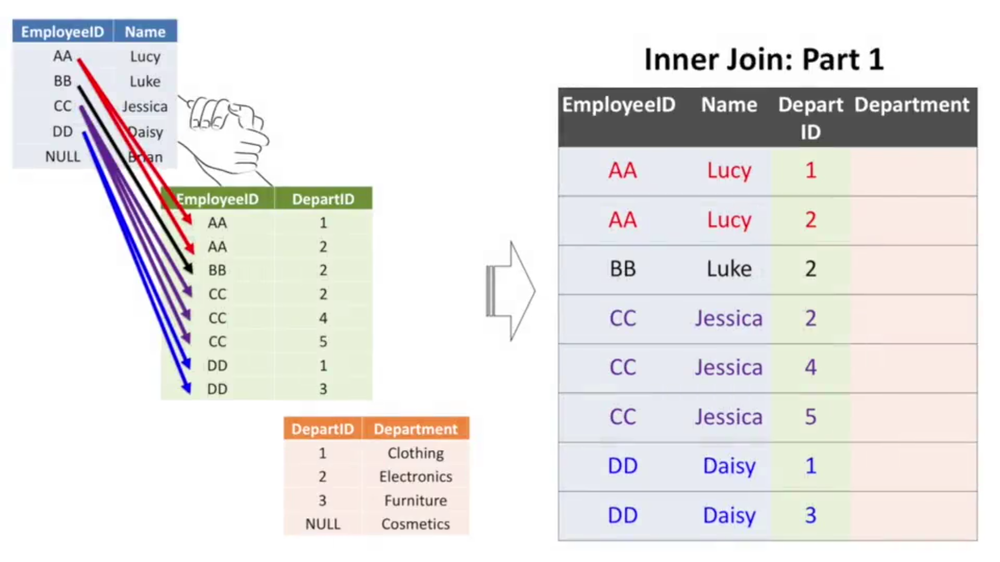 EmployeeID Name
AA Lucy
BB Luke
CC Jessica
DD Daisy
NULL Brian
EmployeeID DepartID
AA 1
AA 2
BB 2
CC 2
CC 4
CC 5
DD 1
DD 3
DepartID Department
1 Clothing
2 Electronics
3 Furniture
NULL Cosmetics
Inner Join: Part 1
EmployeeID Name Depart Department
ID
AA Lucy 1
AA Lucy 2
BB Luke 2
CC Jessica 2
CC Jessica 4
CC Jessica 5
DD Daisy 1
DD Daisy 3